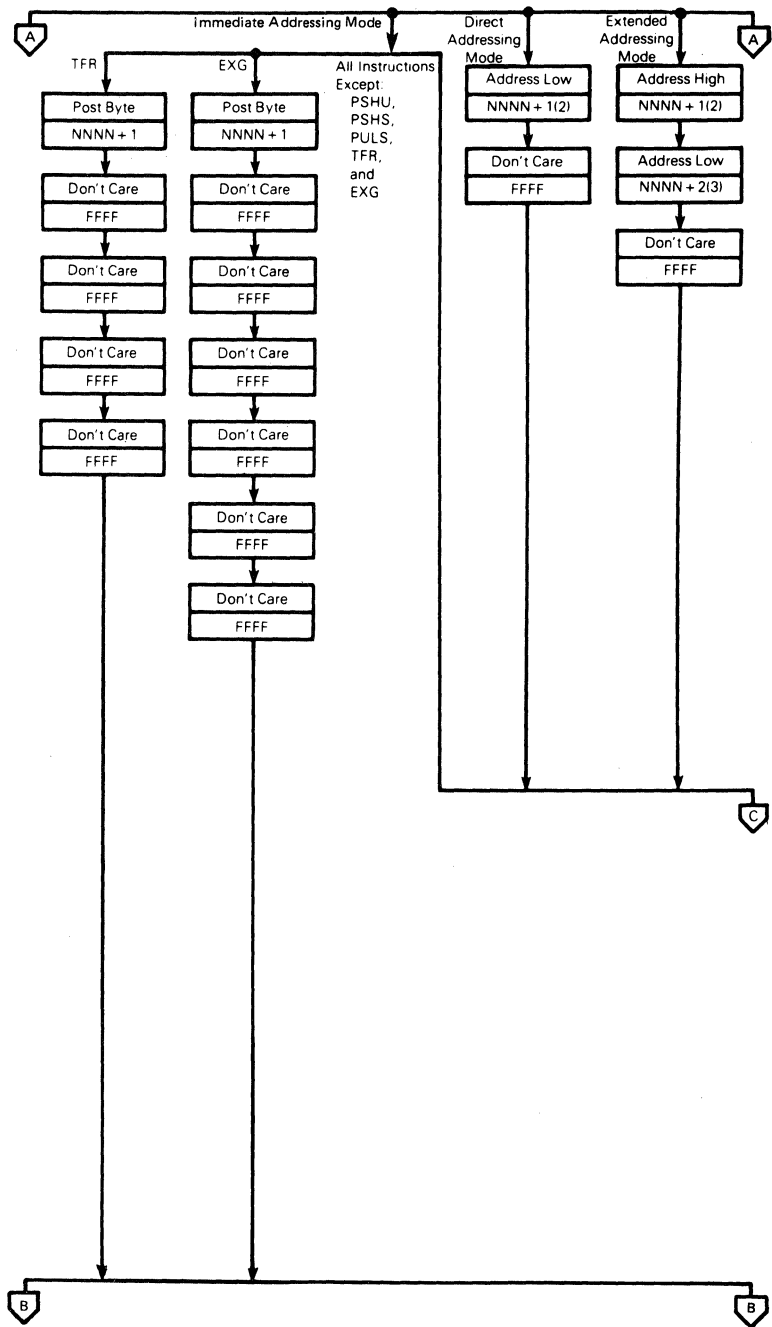 A
Immediate Addressing Mode
Direct
Addressing
Mode
Extended
Addressing
Mode
A
TFR
EXG
All Instructions
Except:
PSHU,
PSHS,
PULS,
TFR,
and
EXG
Post Byte
NNNN + 1
Don't Care
FFFF
Don't Care
FFFF
Don't Care
FFFF
Don't Care
FFFF
Post Byte
NNNN + 1
Don't Care
FFFF
Don't Care
FFFF
Don't Care
FFFF
Don't Care
FFFF
Don't Care
FFFF
Don't Care
FFFF
Address Low
NNNN + 1(2)
Don't Care
FFFF
Address High
NNNN + 1(2)
Address Low
NNNN + 2(3)
Don't Care
FFFF
C
B
B